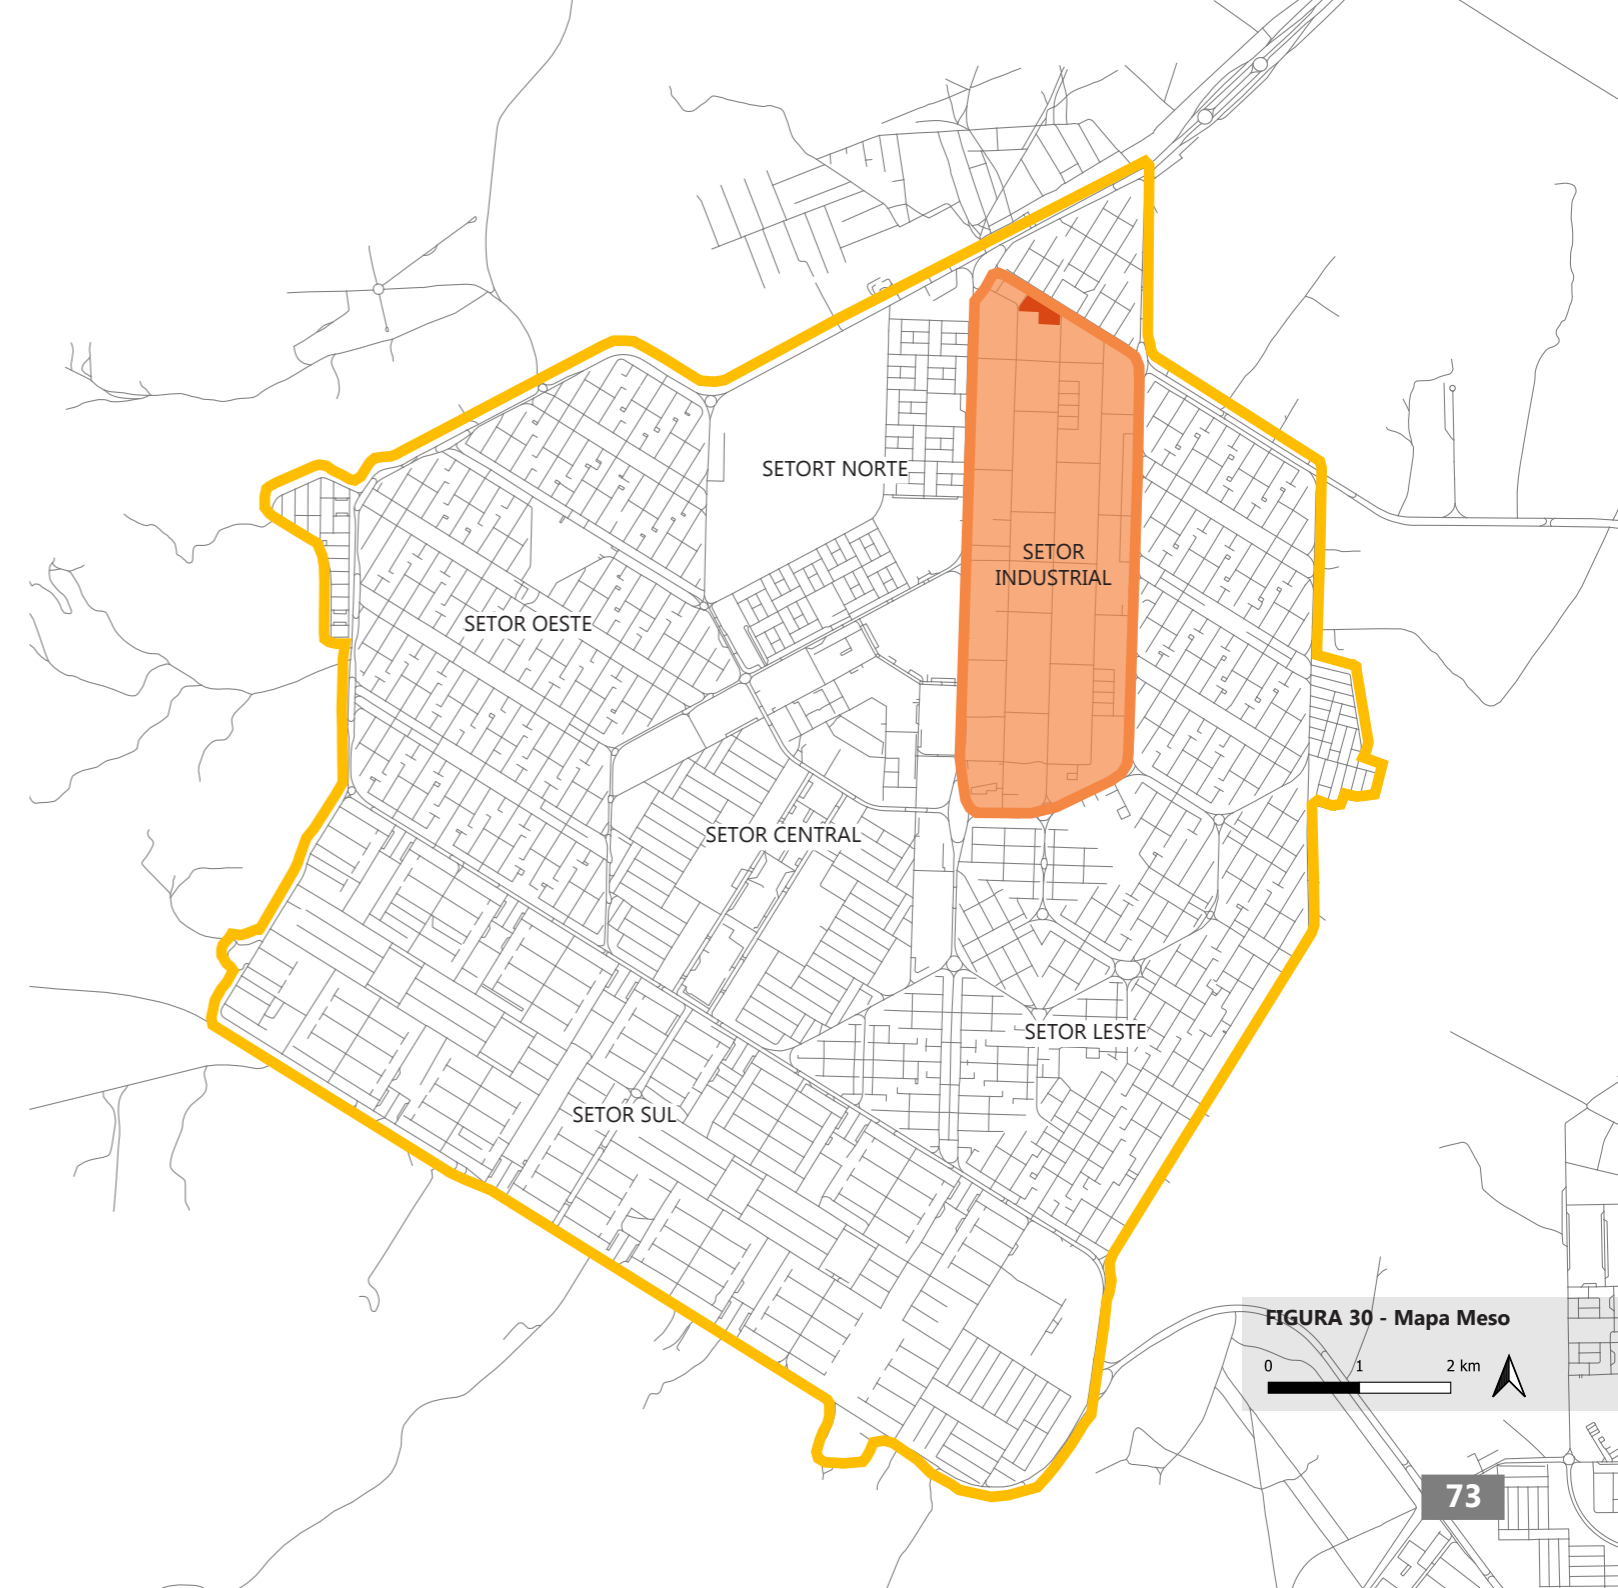 SETORT NORTE
SETOR
INDUSTRIAL
SETOR OESTE
SETOR CENTRAL
SETOR LESTE
SETOR SUL
FIGURA 30 - Mapa Meso
0 1 2 km
73